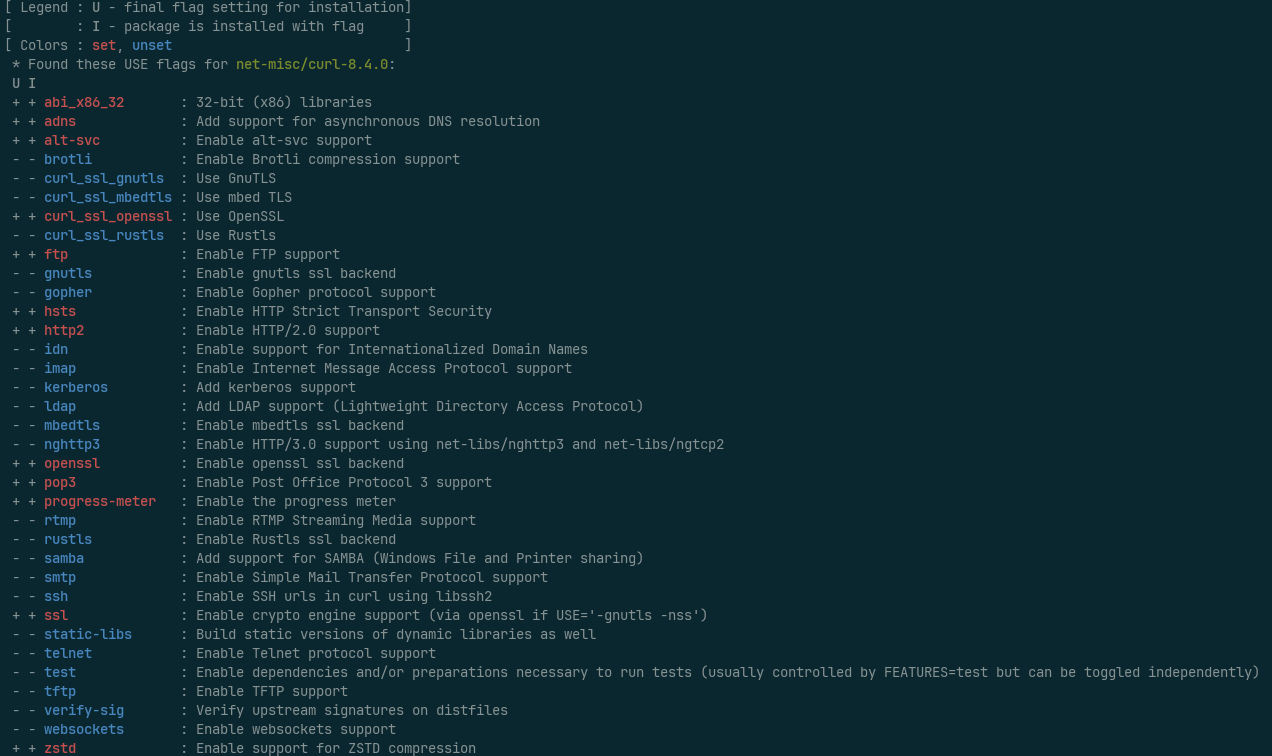 [ Legend : U - final flag setting for installation]
[        : I - package is installed with flag     ]
[ Colors : set, unset                             ]
 * Found these USE flags for net-misc/curl-8.4.0:
 U I
 + + abi_x86_32       : 32-bit (x86) libraries
 + + adns             : Add support for asynchronous DNS resolution
 + + alt-svc          : Enable alt-svc support
 - - brotli           : Enable Brotli compression support
 - - curl_ssl_gnutls  : Use GnuTLS
 - - curl_ssl_mbedtls : Use mbed TLS
 + + curl_ssl_openssl : Use OpenSSL
 - - curl_ssl_rustls  : Use Rustls
 + + ftp              : Enable FTP support
 - - gnutls           : Enable gnutls ssl backend
 - - gopher           : Enable Gopher protocol support
 + + hsts             : Enable HTTP Strict Transport Security
 + + http2            : Enable HTTP/2.0 support
 - - idn              : Enable support for Internationalized Domain Names
 - - imap             : Enable Internet Message Access Protocol support
 - - kerberos         : Add kerberos support
 - - ldap             : Add LDAP support (Lightweight Directory Access Protocol)
 - - mbedtls          : Enable mbedtls ssl backend
 - - nghttp3          : Enable HTTP/3.0 support using net-libs/nghttp3 and net-libs/ngtcp2
 + + openssl          : Enable openssl ssl backend
 + + pop3             : Enable Post Office Protocol 3 support
 + + progress-meter   : Enable the progress meter
 - - rtmp             : Enable RTMP Streaming Media support
 - - rustls           : Enable Rustls ssl backend
 - - samba            : Add support for SAMBA (Windows File and Printer sharing)
 - - smtp             : Enable Simple Mail Transfer Protocol support
 - - ssh              : Enable SSH urls in curl using libssh2
 + + ssl              : Enable crypto engine support (via openssl if USE='-gnutls -nss')
 - - static-libs      : Build static versions of dynamic libraries as well
 - - telnet           : Enable Telnet protocol support
 - - test             : Enable dependencies and/or preparations necessary to run tests (usually controlled by FEATURES=test but can be toggled independently)
 - - tftp             : Enable TFTP support
 - - verify-sig       : Verify upstream signatures on distfiles
 - - websockets       : Enable websockets support
 + + zstd             : Enable support for ZSTD compression